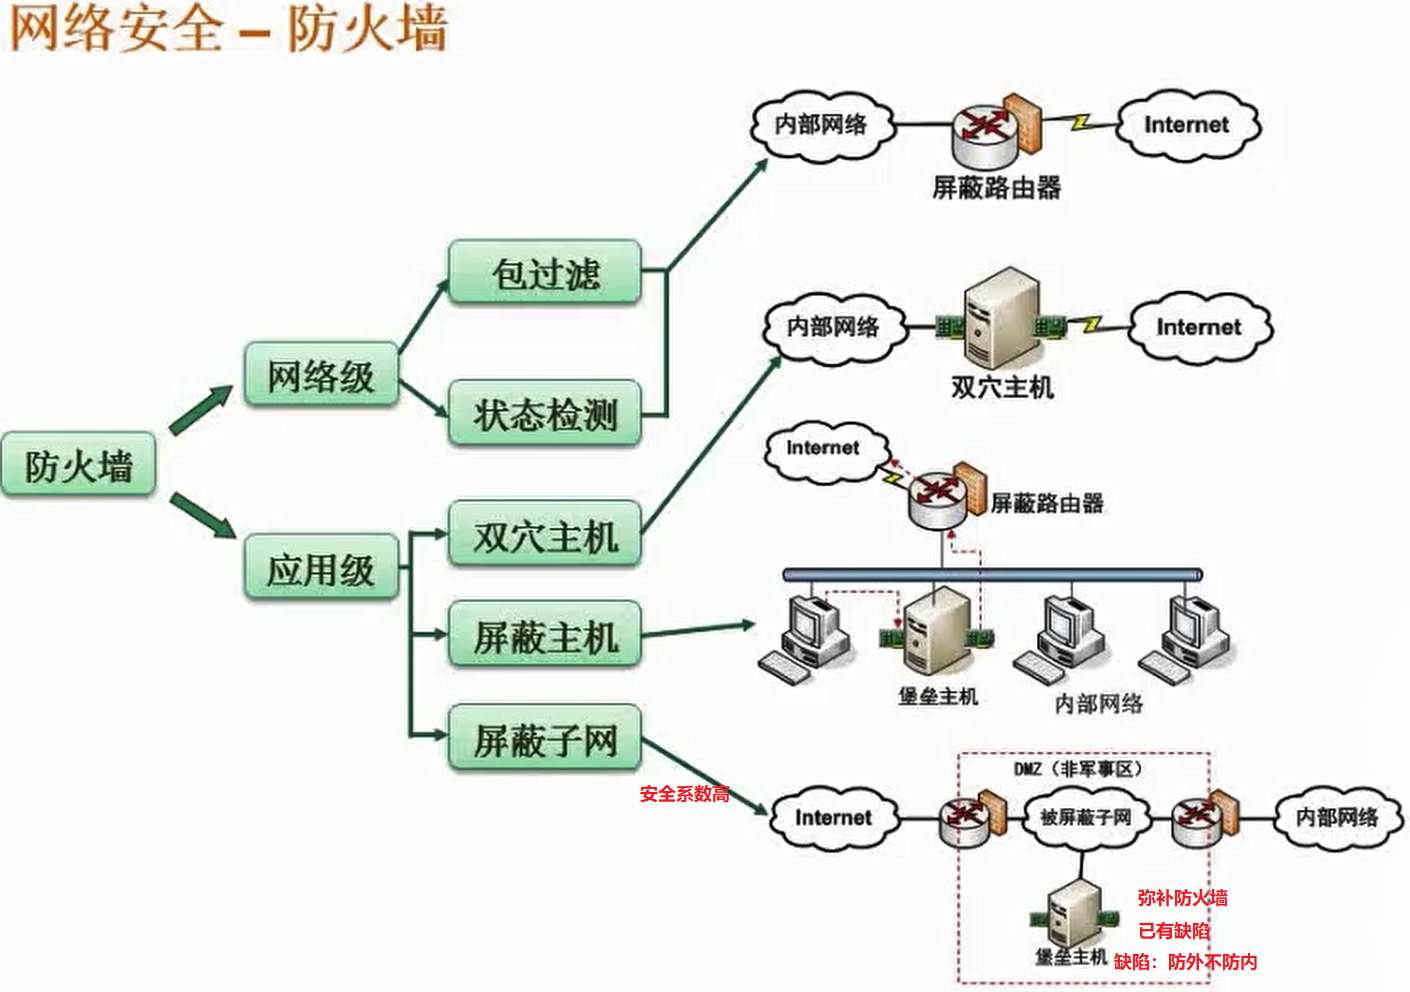 网络安全 – 防火墙
内部网络
Internet
屏蔽路由器
包过滤
内部网络
Internet
双穴主机
网络级
状态检测
防火墙
Internet
屏蔽路由器
双穴主机
应用级
屏蔽主机
堡垒主机
内部网络
屏蔽子网
安全系数高
DMZ（非军事区）
Internet
被屏蔽子网
内部网络
弥补防火墙
已有缺陷
堡垒主机
缺陷：防外不防内